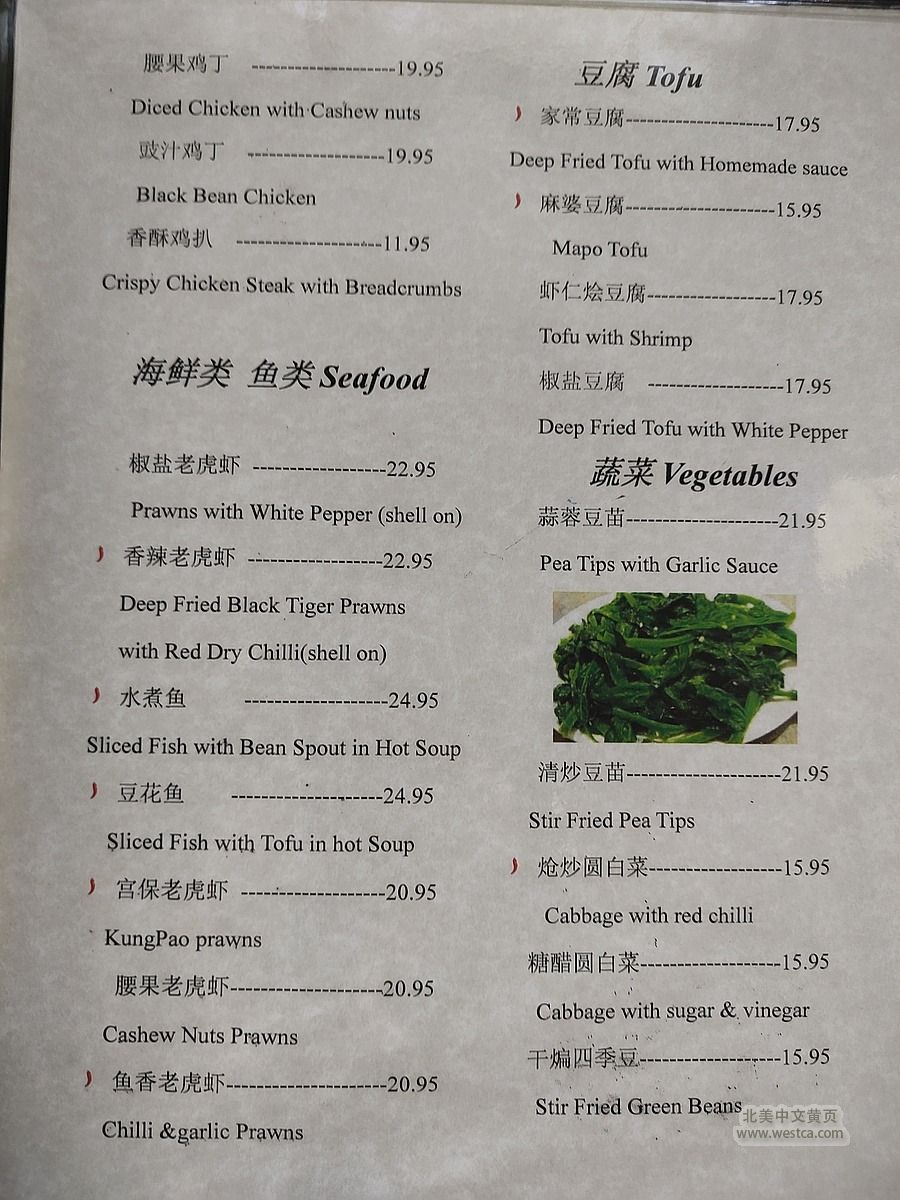 腰果鸡丁 --------------------19.95
Diced Chicken with Cashew nuts
豉汁鸡丁 -------------------19.95
Black Bean Chicken
香酥鸡扒 --------------------11.95
Crispy Chicken Steak with Breadcrumbs
海鲜类 鱼类 Seafood
椒盐老虎虾 -------------------22.95
Prawns with White Pepper (shell on)
香辣老虎虾 -------------------22.95
Deep Fried Black Tiger Prawns
with Red Dry Chilli(shell on)
水煮鱼 --------------------24.95
Sliced Fish with Bean Spout in Hot Soup
豆花鱼 ---------------------24.95
Sliced Fish with Tofu in hot Soup
宫保老虎虾 --------------------20.95
KungPao prawns
腰果老虎虾---------------------20.95
Cashew Nuts Prawns
鱼香老虎虾----------------------20.95
Chilli &garlic Prawns
豆腐 Tofu
家常豆腐---------------------17.95
Deep Fried Tofu with Homemade sauce
麻婆豆腐---------------------15.95
Mapo Tofu
虾仁烩豆腐------------------17.95
Tofu with Shrimp
椒盐豆腐 -------------------17.95
Deep Fried Tofu with White Pepper
蔬菜 Vegetables
蒜蓉豆苗---------------------21.95
Pea Tips with Garlic Sauce
清炒豆苗---------------------21.95
Stir Fried Pea Tips
炝炒圆白菜-------------------15.95
Cabbage with red chilli
糖醋圆白菜--------------------15.95
Cabbage with sugar & vinegar
干煸四季豆--------------------15.95
Stir Fried Green Beans
北美中文黄页
www.westca.com